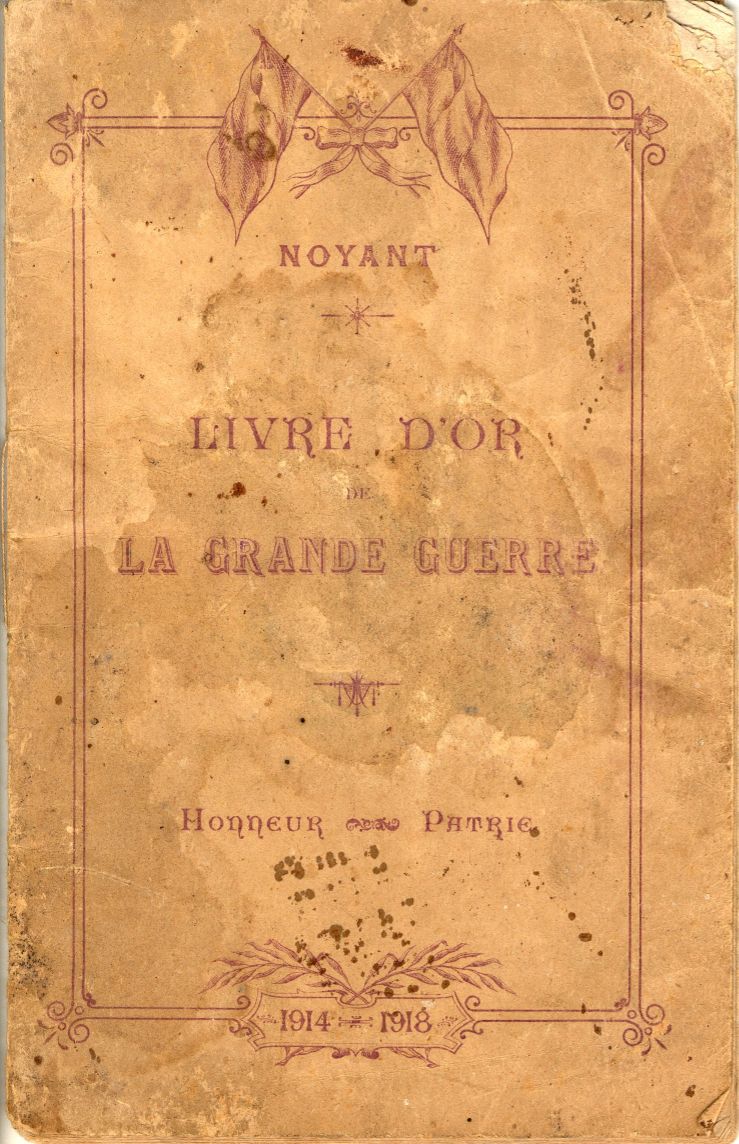 NOYANT
LIVRE D'OR
DE
LA GRANDE GUERRE
HONNEUR PATRIE
1914 1918